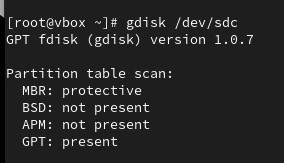 [root@vbox ~]# gdisk /dev/sdc
GPT fdisk (gdisk) version 1.0.7

Partition table scan:
  MBR: protective
  BSD: not present
  APM: not present
  GPT: present